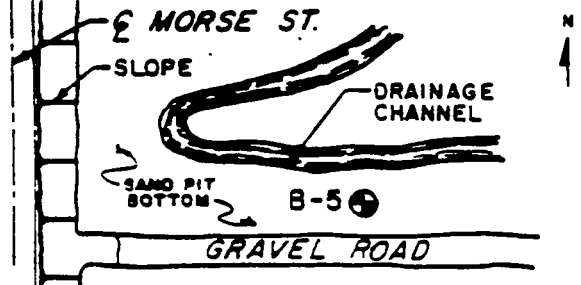 ℄ MORSE ST.
N
SLOPE
DRAINAGE
CHANNEL
SAND PIT
BOTTOM
B-5
GRAVEL ROAD